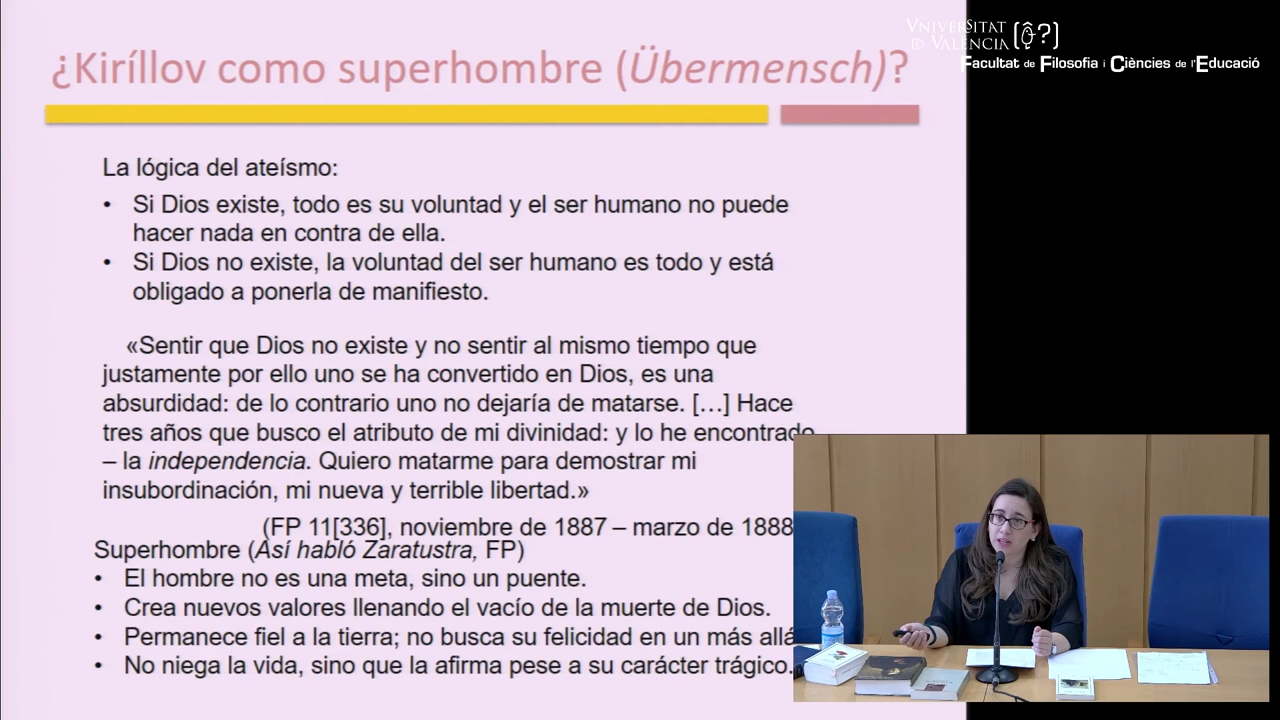 ¿Kiríllov como superhombre (Übermensch)?
VNIVERSITAT
ID VALÈNCIA
Facultat de Filosofia i Ciències de l'Educació
La lógica del ateísmo:
• Si Dios existe, todo es su voluntad y el ser humano no puede
hacer nada en contra de ella.
• Si Dios no existe, la voluntad del ser humano es todo y está
obligado a ponerla de manifiesto.
«Sentir que Dios no existe y no sentir al mismo tiempo que
justamente por ello uno se ha convertido en Dios, es una
absurdidad: de lo contrario uno no dejaría de matarse. […] Hace
tres años que busco el atributo de mi divinidad: y lo he encontrado
– la independencia. Quiero matarme para demostrar mi
insubordinación, mi nueva y terrible libertad.»
(FP 11[336], noviembre de 1887 – marzo de 1888
Superhombre (Así habló Zaratustra, FP)
• El hombre no es una meta, sino un puente.
• Crea nuevos valores llenando el vacío de la muerte de Dios.
• Permanece fiel a la tierra; no busca su felicidad en un más allá
• No niega la vida, sino que la afirma pese a su carácter trágico.